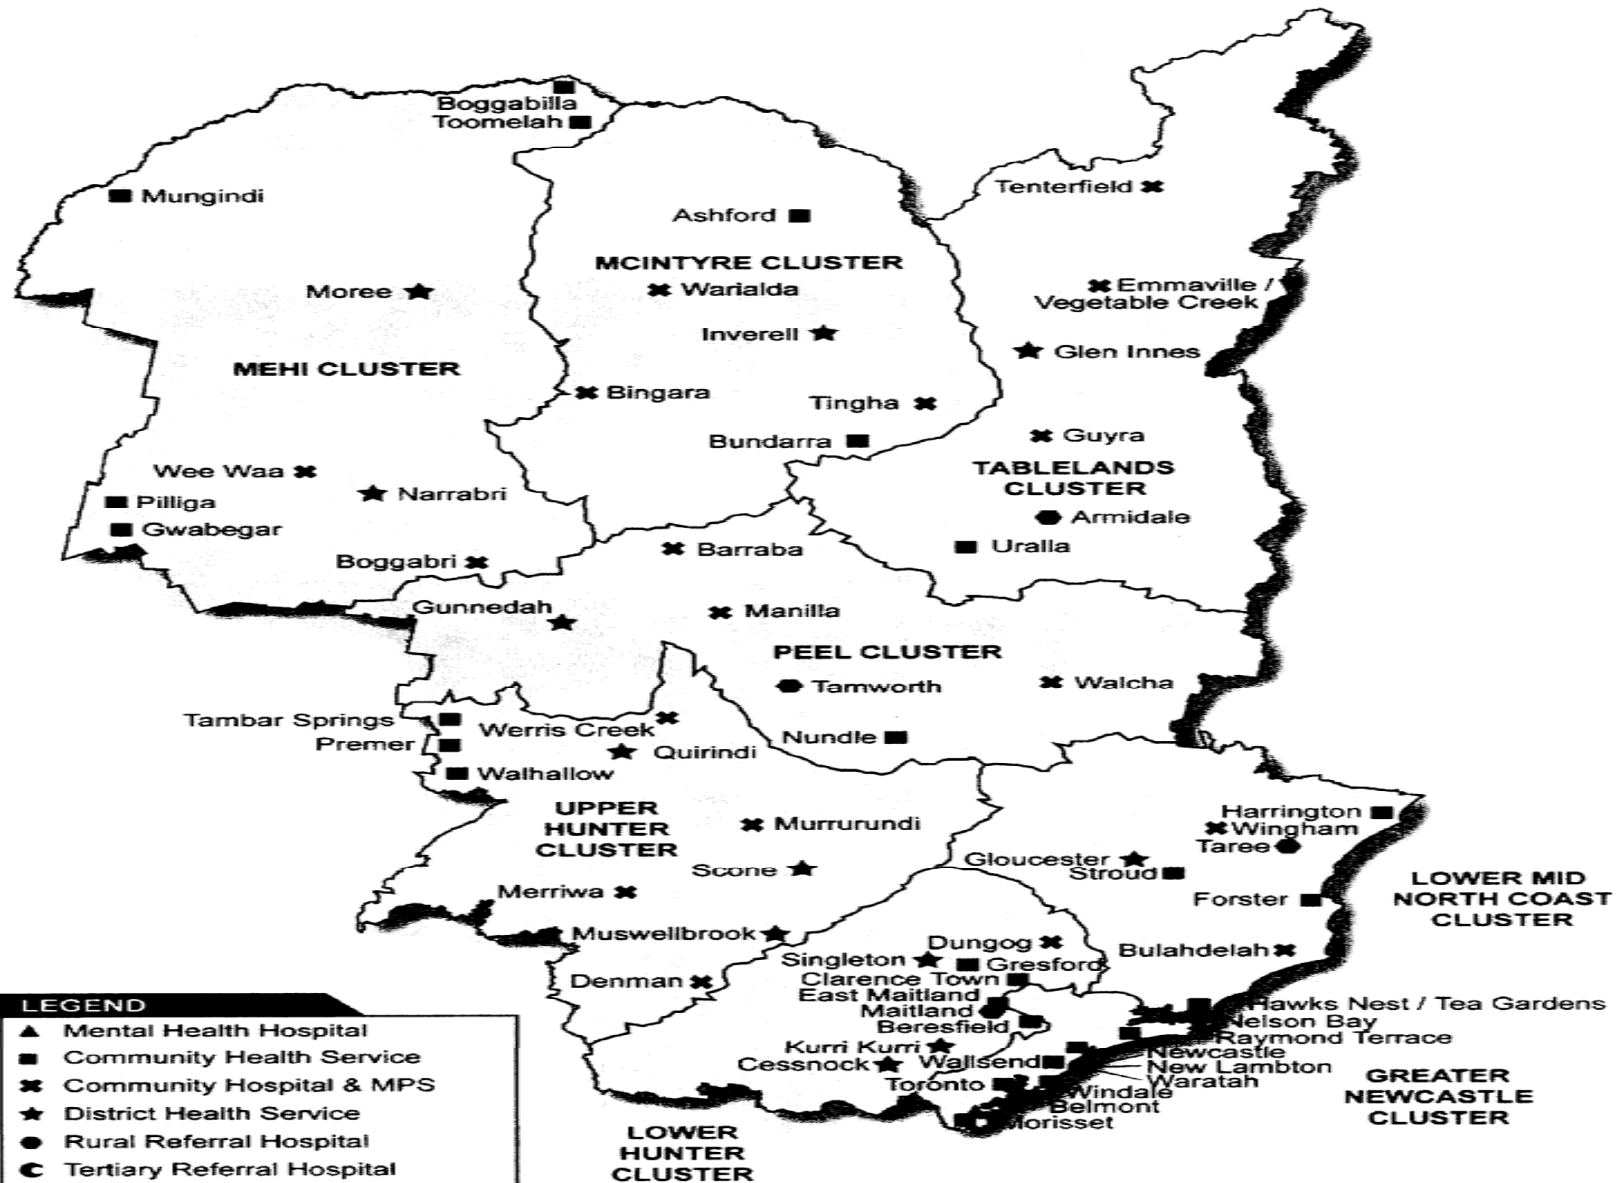 Boggabilla
Toomelah
Mungindi
Tenterfield
Ashford
MCINTYRE CLUSTER
Emmaville /
Vegetable Creek
Moree
Warialda
Inverell
Glen Innes
MEHI CLUSTER
Bingara
Tingha
Guyra
Bundarra
TABLELANDS
CLUSTER
Wee Waa
Narrabri
Pilliga
Gwabegar
Armidale
Uralla
Boggabri
Barraba
Gunnedah
Manilla
PEEL CLUSTER
Tamworth
Walcha
Tambar Springs
Werris Creek
Premer
Quirindi
Nundle
Walhallow
UPPER
HUNTER
CLUSTER
Murrurundi
Harrington
Wingham
Taree
Scone
Gloucester
Stroud
Merriwa
Forster
LOWER MID
NORTH COAST
CLUSTER
Muswellbrook
Dungog
Bulahdelah
Singleton
Gresford
Denman
Clarence Town
East Maitland
Maitland
Beresfield
Hawks Nest / Tea Gardens
Nelson Bay
Raymond Terrace
Kurri Kurri
Newcastle
Cessnock
Wallsend
New Lambton
Waratah
Toronto
Windale
Belmont
Morisset
GREATER
NEWCASTLE
CLUSTER
LOWER
HUNTER
CLUSTER
LEGEND
Mental Health Hospital
Community Health Service
Community Hospital & MPS
District Health Service
Rural Referral Hospital
Tertiary Referral Hospital